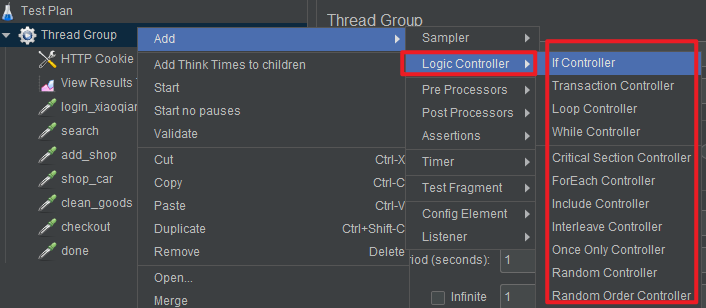 Test Plan
Thread Group
HTTP Cookie
View Results T
login_xiaoqian
search
add_shop
shop_car
clean_goods
checkout
done
Add
Add Think Times to children
Start
Start no pauses
Validate
Cut Ctrl-X
Copy Ctrl-C
Paste Ctrl-V
Duplicate Ctrl+Shift-C
Remove Delete
Open...
Merge
Thread Group
Sampler
Logic Controller
Pre Processors
Post Processors
Assertions
Timer
Test Fragment
Config Element
Listener
If Controller
Transaction Controller
Loop Controller
While Controller
Critical Section Controller
ForEach Controller
Include Controller
Interleave Controller
Once Only Controller
Random Controller
Random Order Controller
riod (seconds): 1
Infinite 1